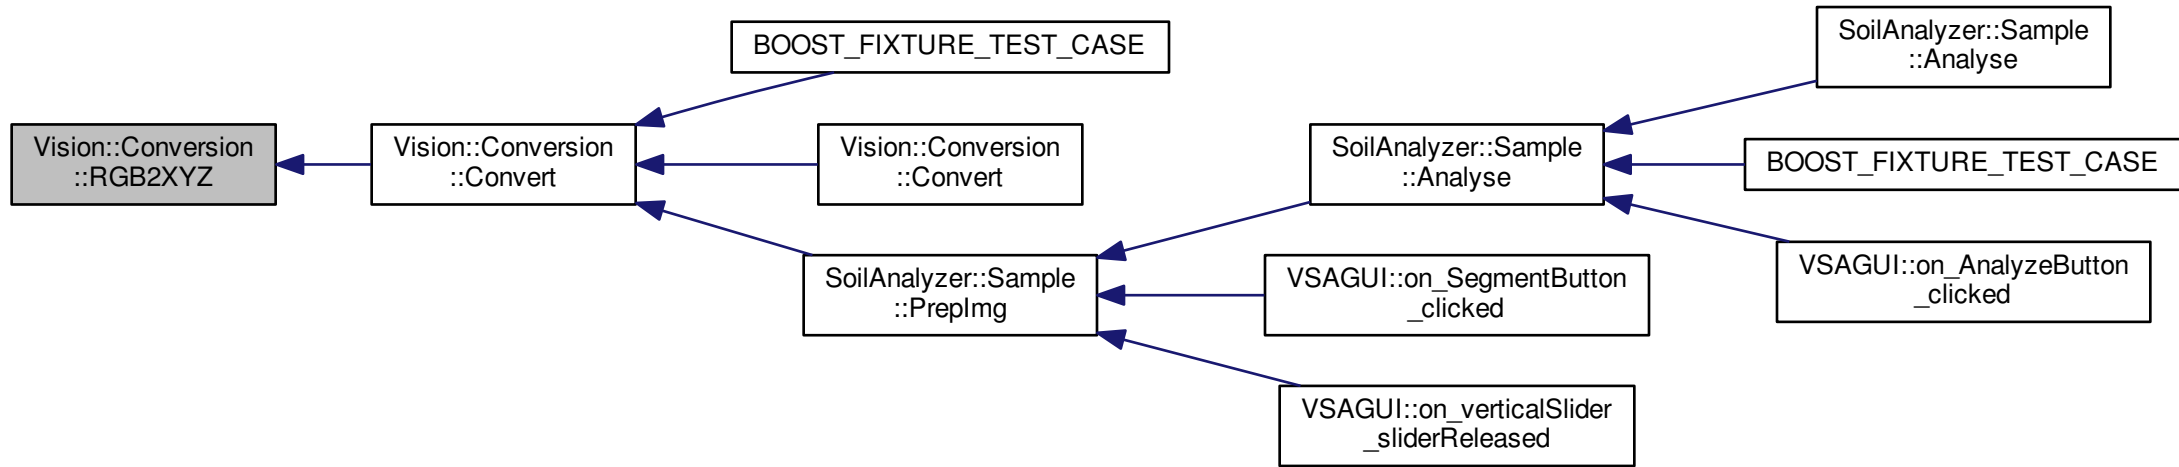 Vision::Conversion
::RGB2XYZ
Vision::Conversion
::Convert
BOOST_FIXTURE_TEST_CASE
Vision::Conversion
::Convert
SoilAnalyzer::Sample
::PrepImg
SoilAnalyzer::Sample
::Analyse
VSAGUI::on_SegmentButton
_clicked
VSAGUI::on_verticalSlider
_sliderReleased
SoilAnalyzer::Sample
::Analyse
BOOST_FIXTURE_TEST_CASE
VSAGUI::on_AnalyzeButton
_clicked